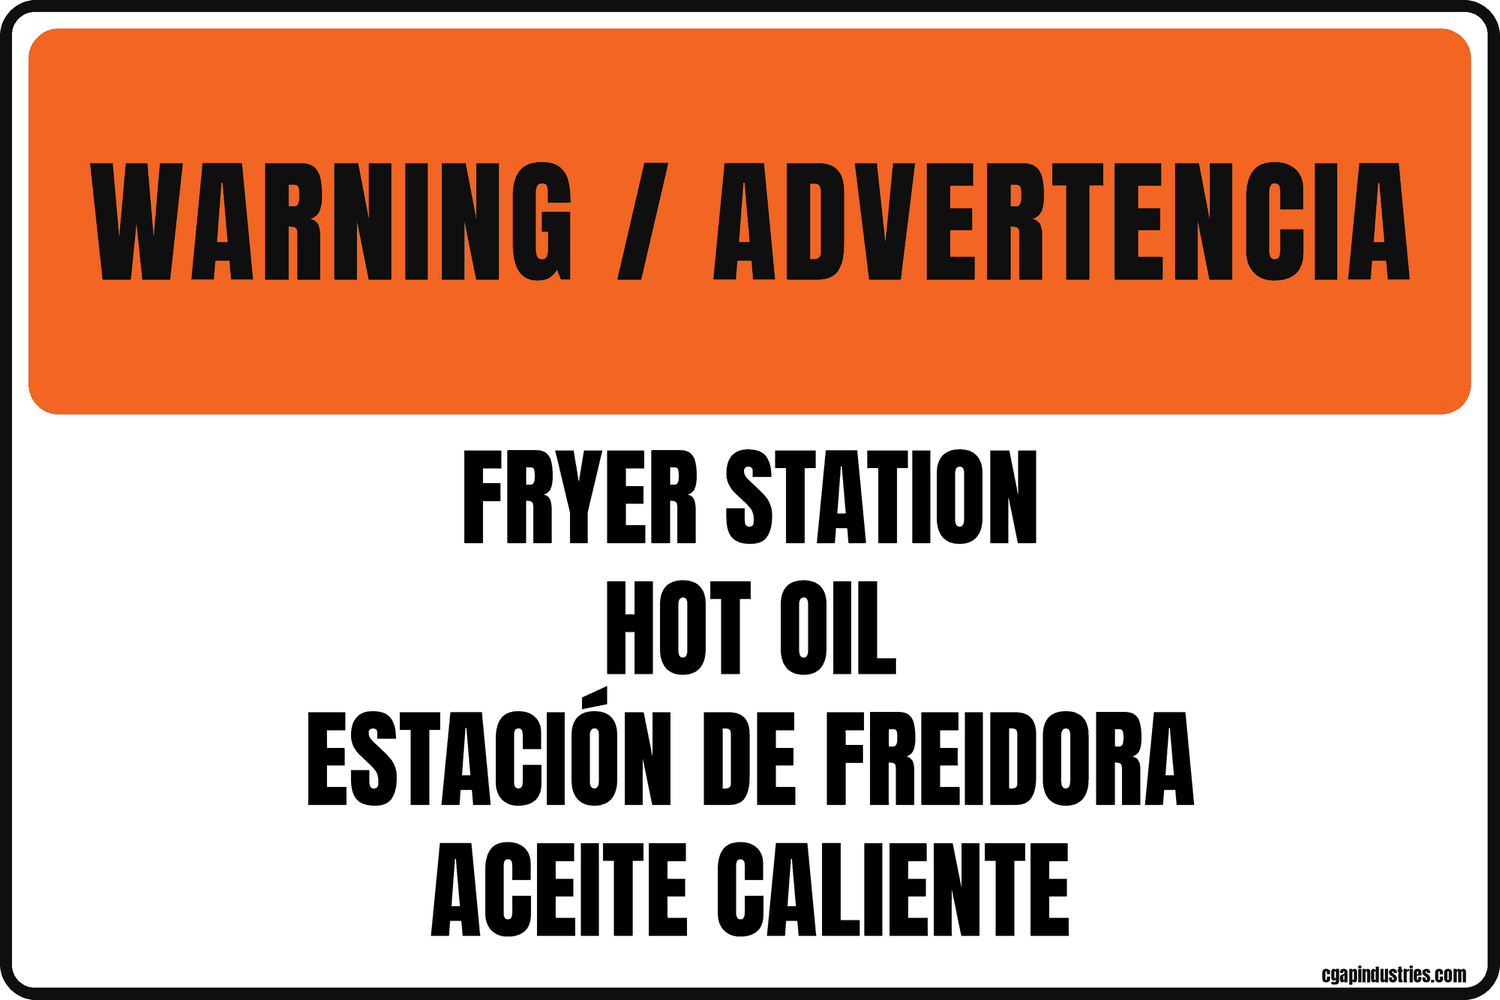 WARNING / ADVERTENCIA
FRYER STATION
HOT OIL
ESTACIÓN DE FREIDORA
ACEITE CALIENTE
cgapindustries.com